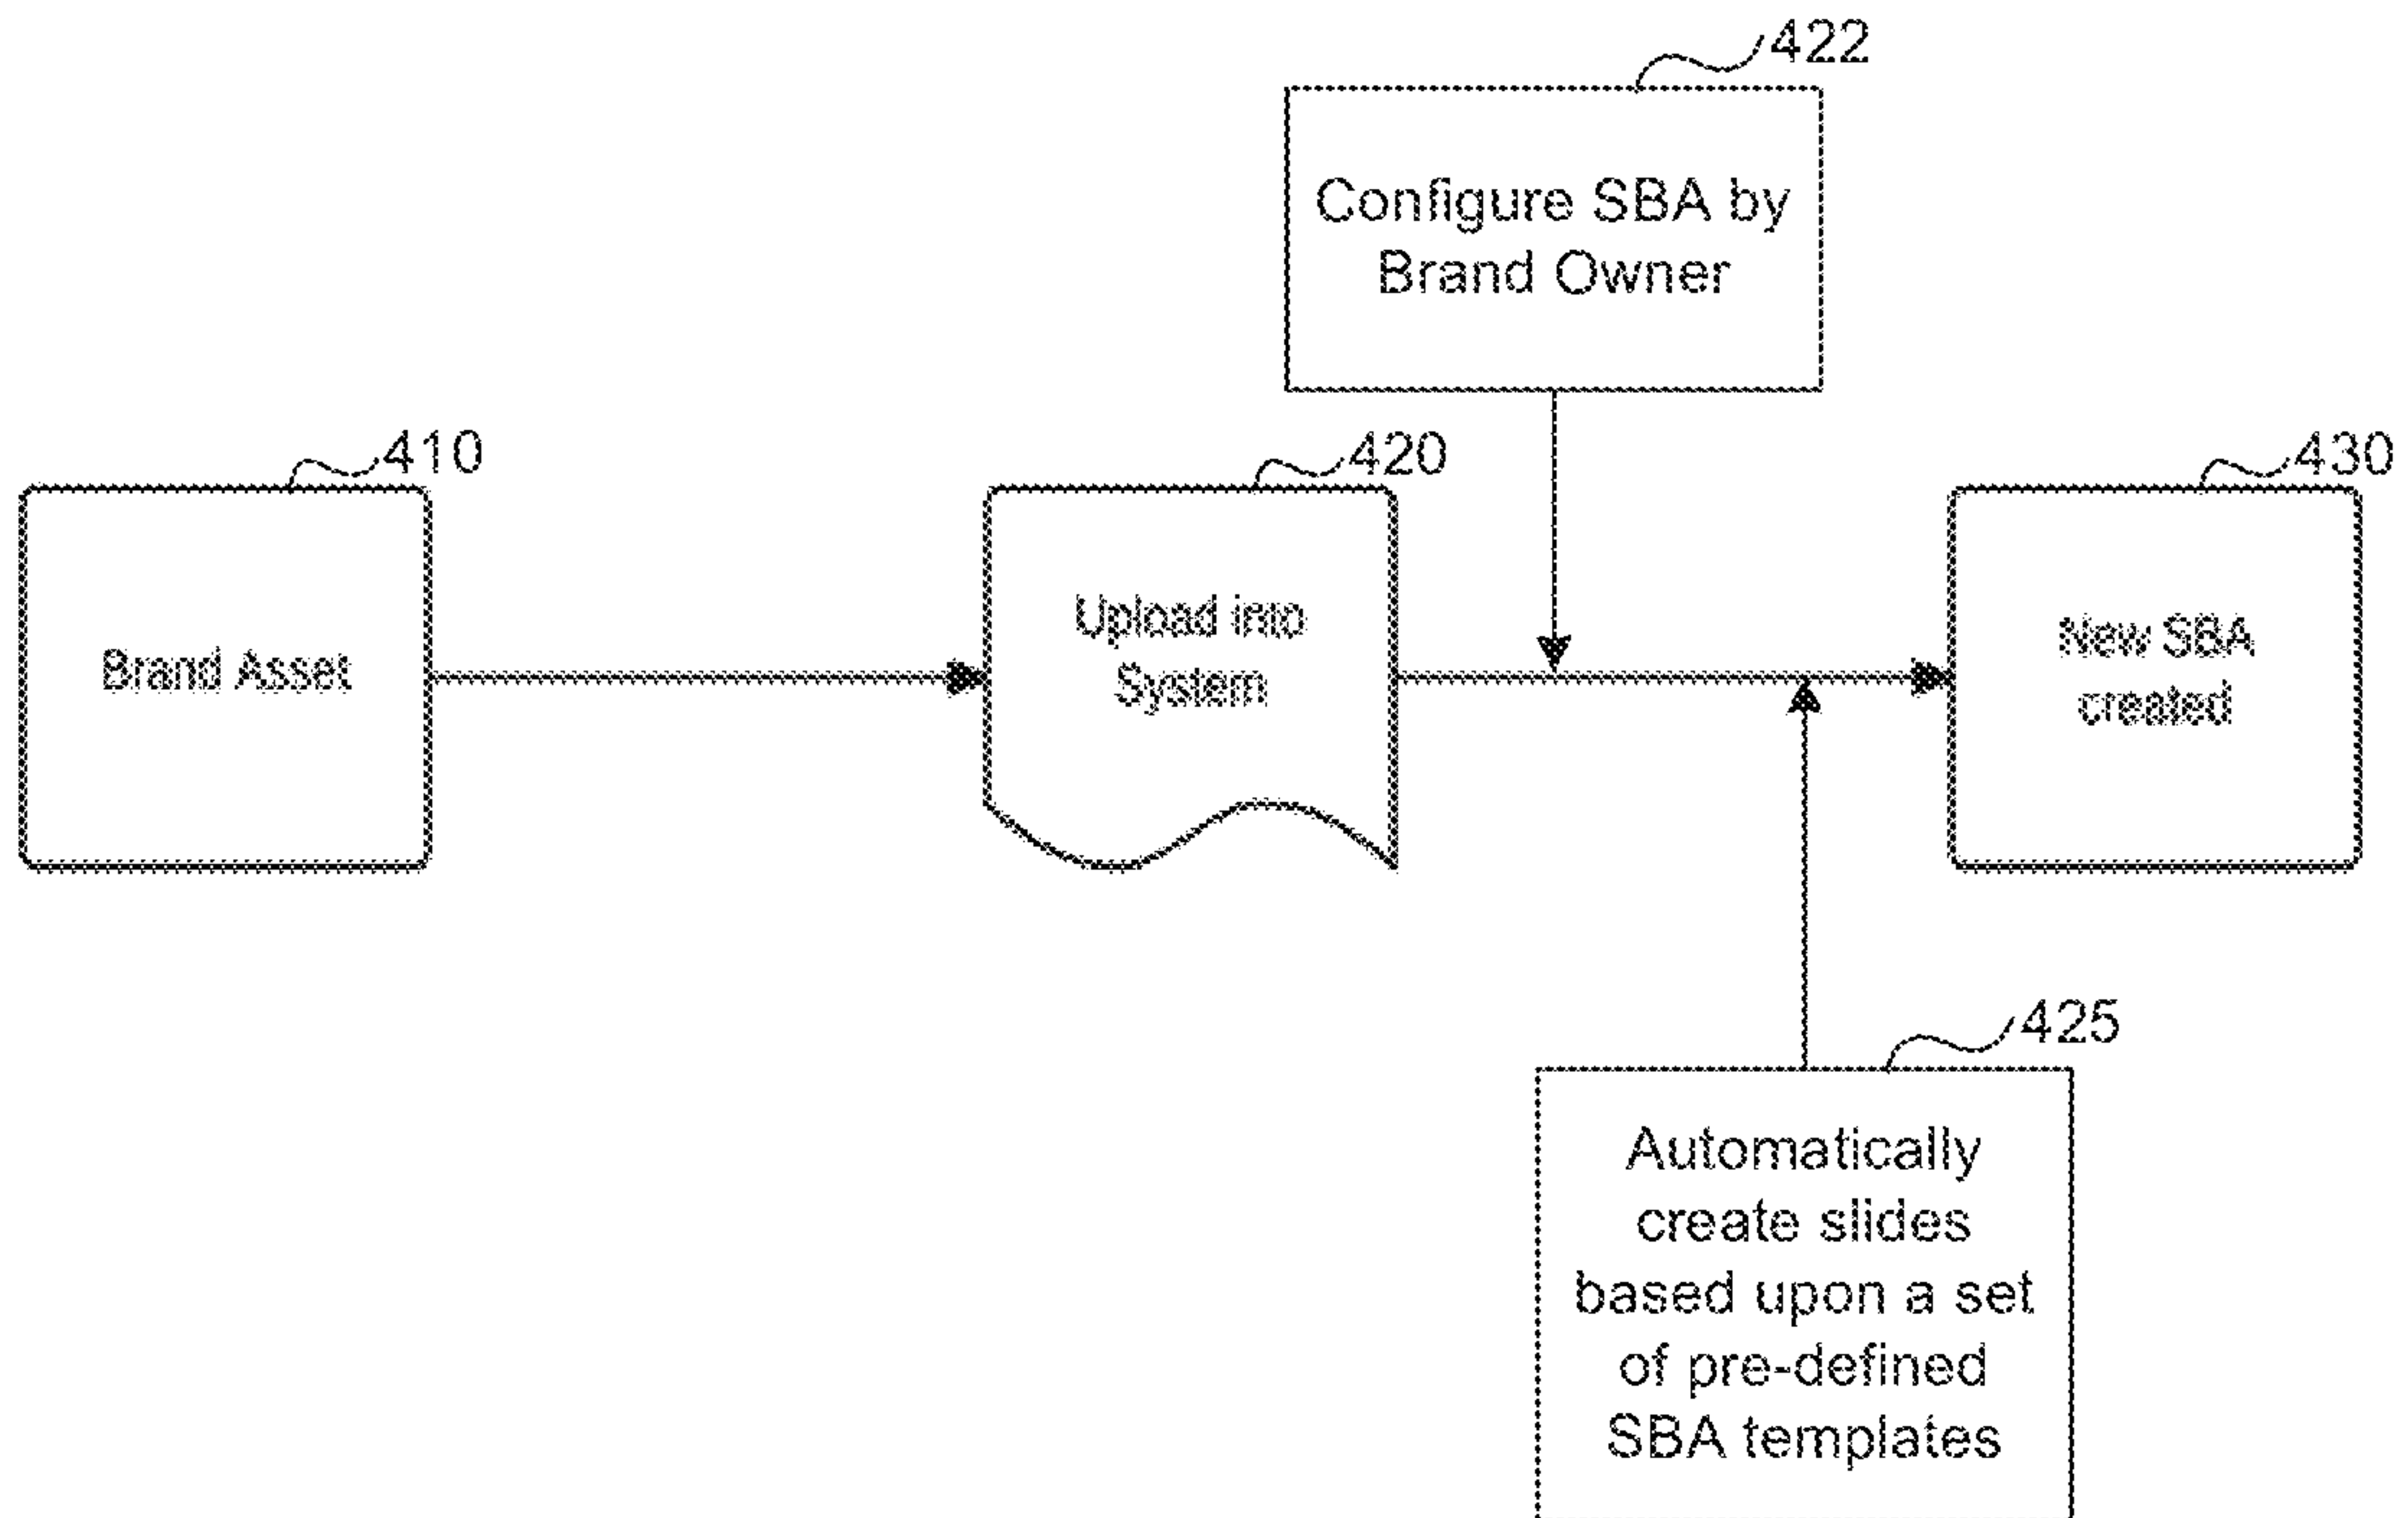 422
Configure SBA by
Brand Owner
410
420
430
Brand Asset
Upload into
System
New SBA
created
425
Automatically
create slides
based upon a set
of pre-defined
SBA templates